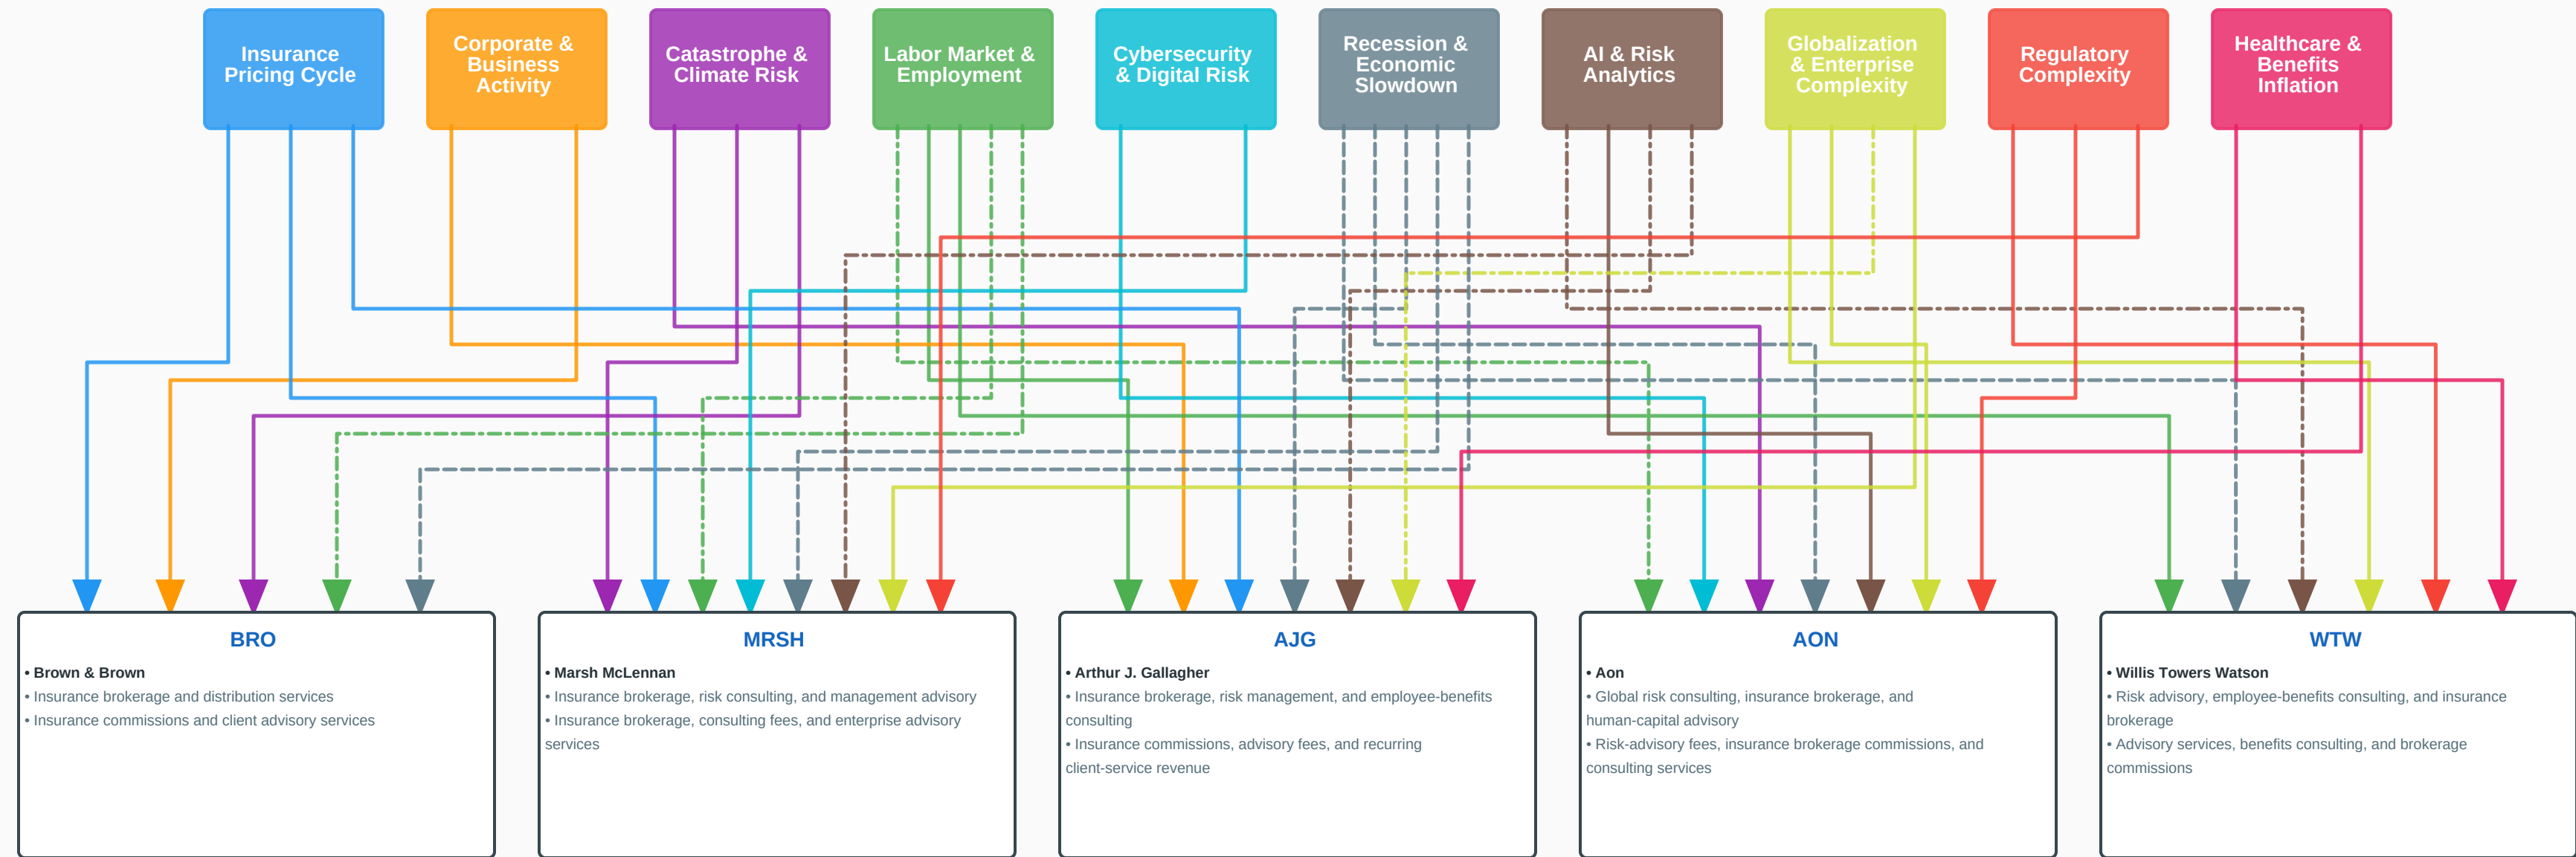 Insurance
Pricing Cycle
Corporate &
Business
Activity
Catastrophe &
Climate Risk
Labor Market &
Employment
Cybersecurity
& Digital Risk
Recession &
Economic
Slowdown
AI & Risk
Analytics
Globalization
& Enterprise
Complexity
Regulatory
Complexity
Healthcare &
Benefits
Inflation
BRO
• Brown & Brown
• Insurance brokerage and distribution services
• Insurance commissions and client advisory services
MRSH
• Marsh McLennan
• Insurance brokerage, risk consulting, and management advisory
• Insurance brokerage, consulting fees, and enterprise advisory
services
AJG
• Arthur J. Gallagher
• Insurance brokerage, risk management, and employee-benefits
consulting
• Insurance commissions, advisory fees, and recurring
client-service revenue
AON
• Aon
• Global risk consulting, insurance brokerage, and
human-capital advisory
• Risk-advisory fees, insurance brokerage commissions, and
consulting services
WTW
• Willis Towers Watson
• Risk advisory, employee-benefits consulting, and insurance
brokerage
• Advisory services, benefits consulting, and brokerage
commissions